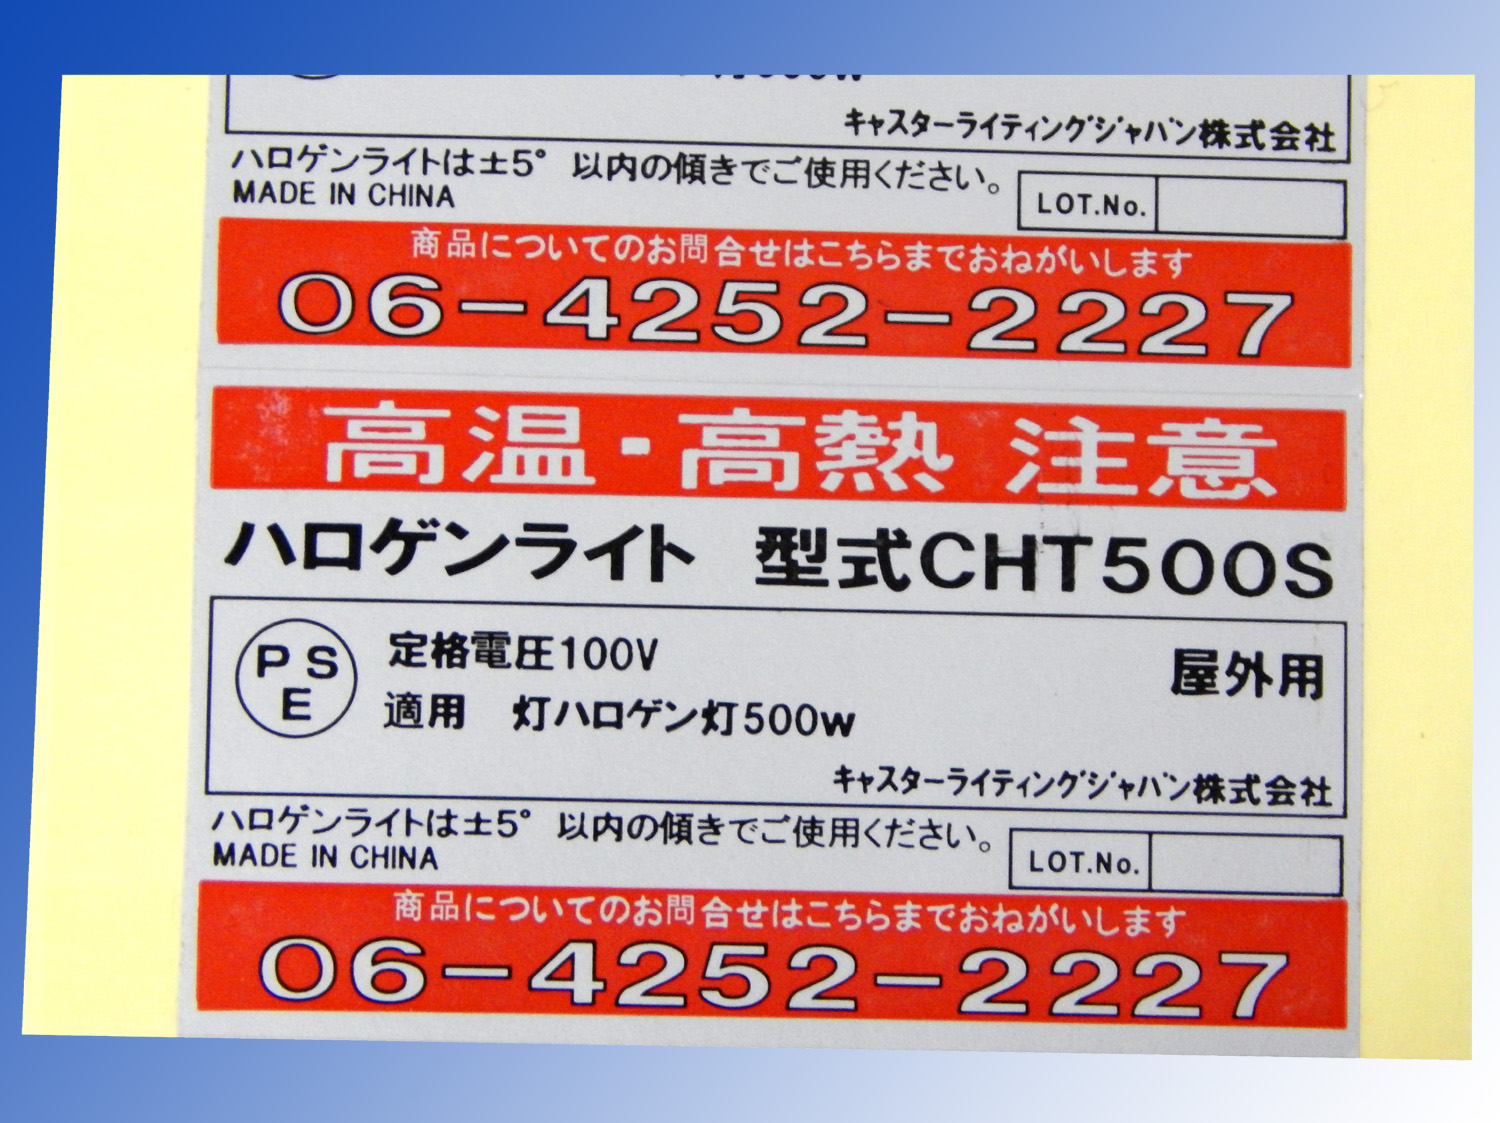 キャスターライティングジャパン株式会社
ハロゲンライトは±5° 以内の傾きでご使用ください。
MADE IN CHINA
LOT.No.
商品についてのお問合せはこちらまでおねがいします
06-4252-2227
高温・高熱 注意
ハロゲンライト 型式CHT500S
PSE
定格電圧100V
屋外用
適用 灯ハロゲン灯500w
キャスターライティングジャパン株式会社
ハロゲンライトは±5° 以内の傾きでご使用ください。
MADE IN CHINA
LOT.No.
商品についてのお問合せはこちらまでおねがいします
06-4252-2227